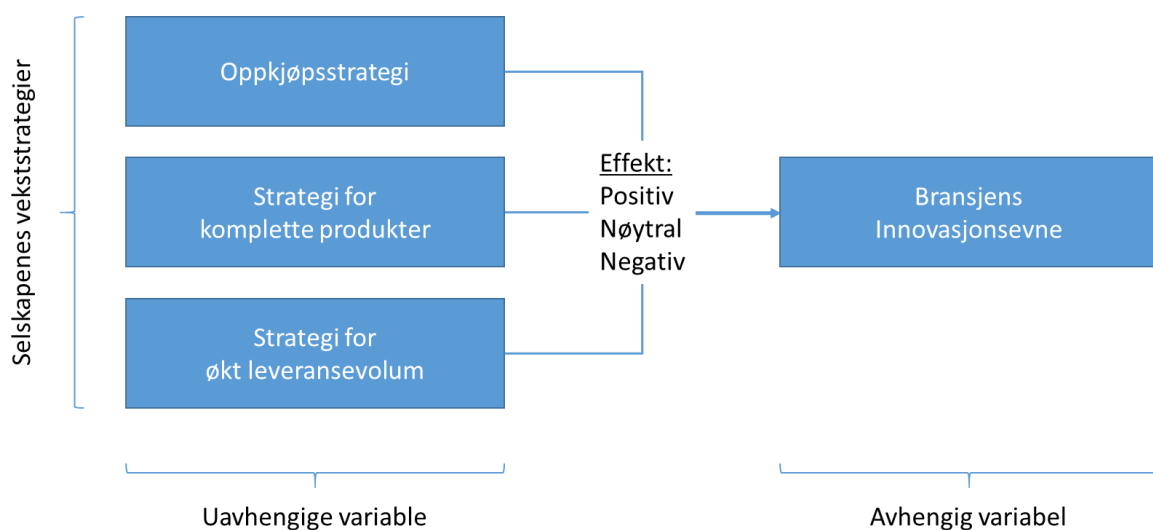 Selskapenes vekststrategier
Oppkjøpsstrategi
Strategi for
komplette produkter
Strategi for
økt leveransevolum
Effekt:
Positiv
Nøytral
Negativ
Bransjens
Innovasjonsevne
Uavhengige variable
Avhengig variabel